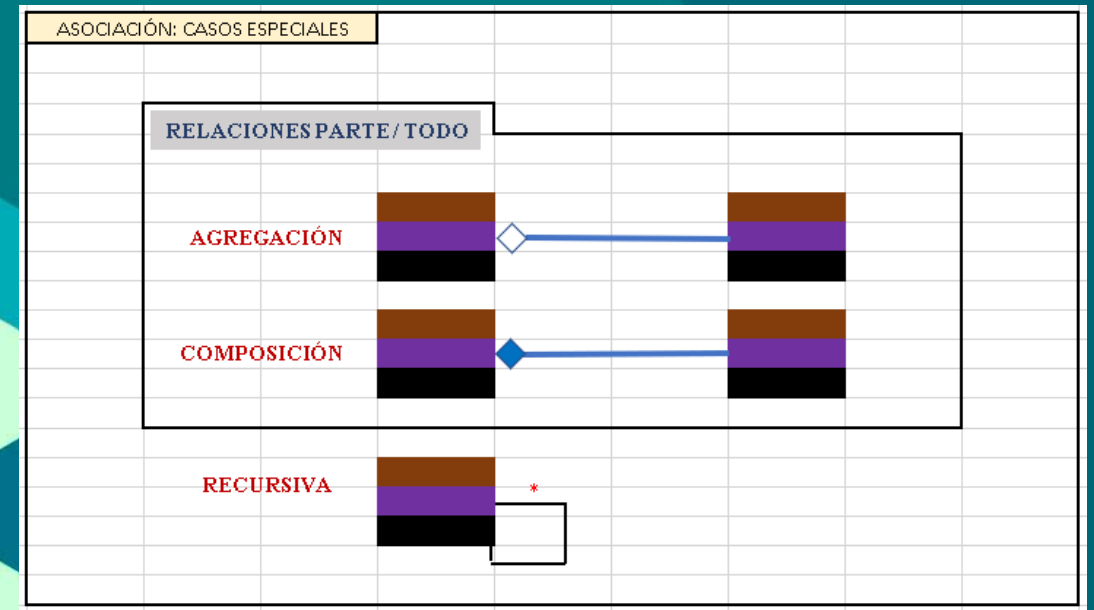 ASOCIACIÓN: CASOS ESPECIALES
RELACIONES PARTE/ TODO
AGREGACIÓN
COMPOSICIÓN
RECURSIVA
*